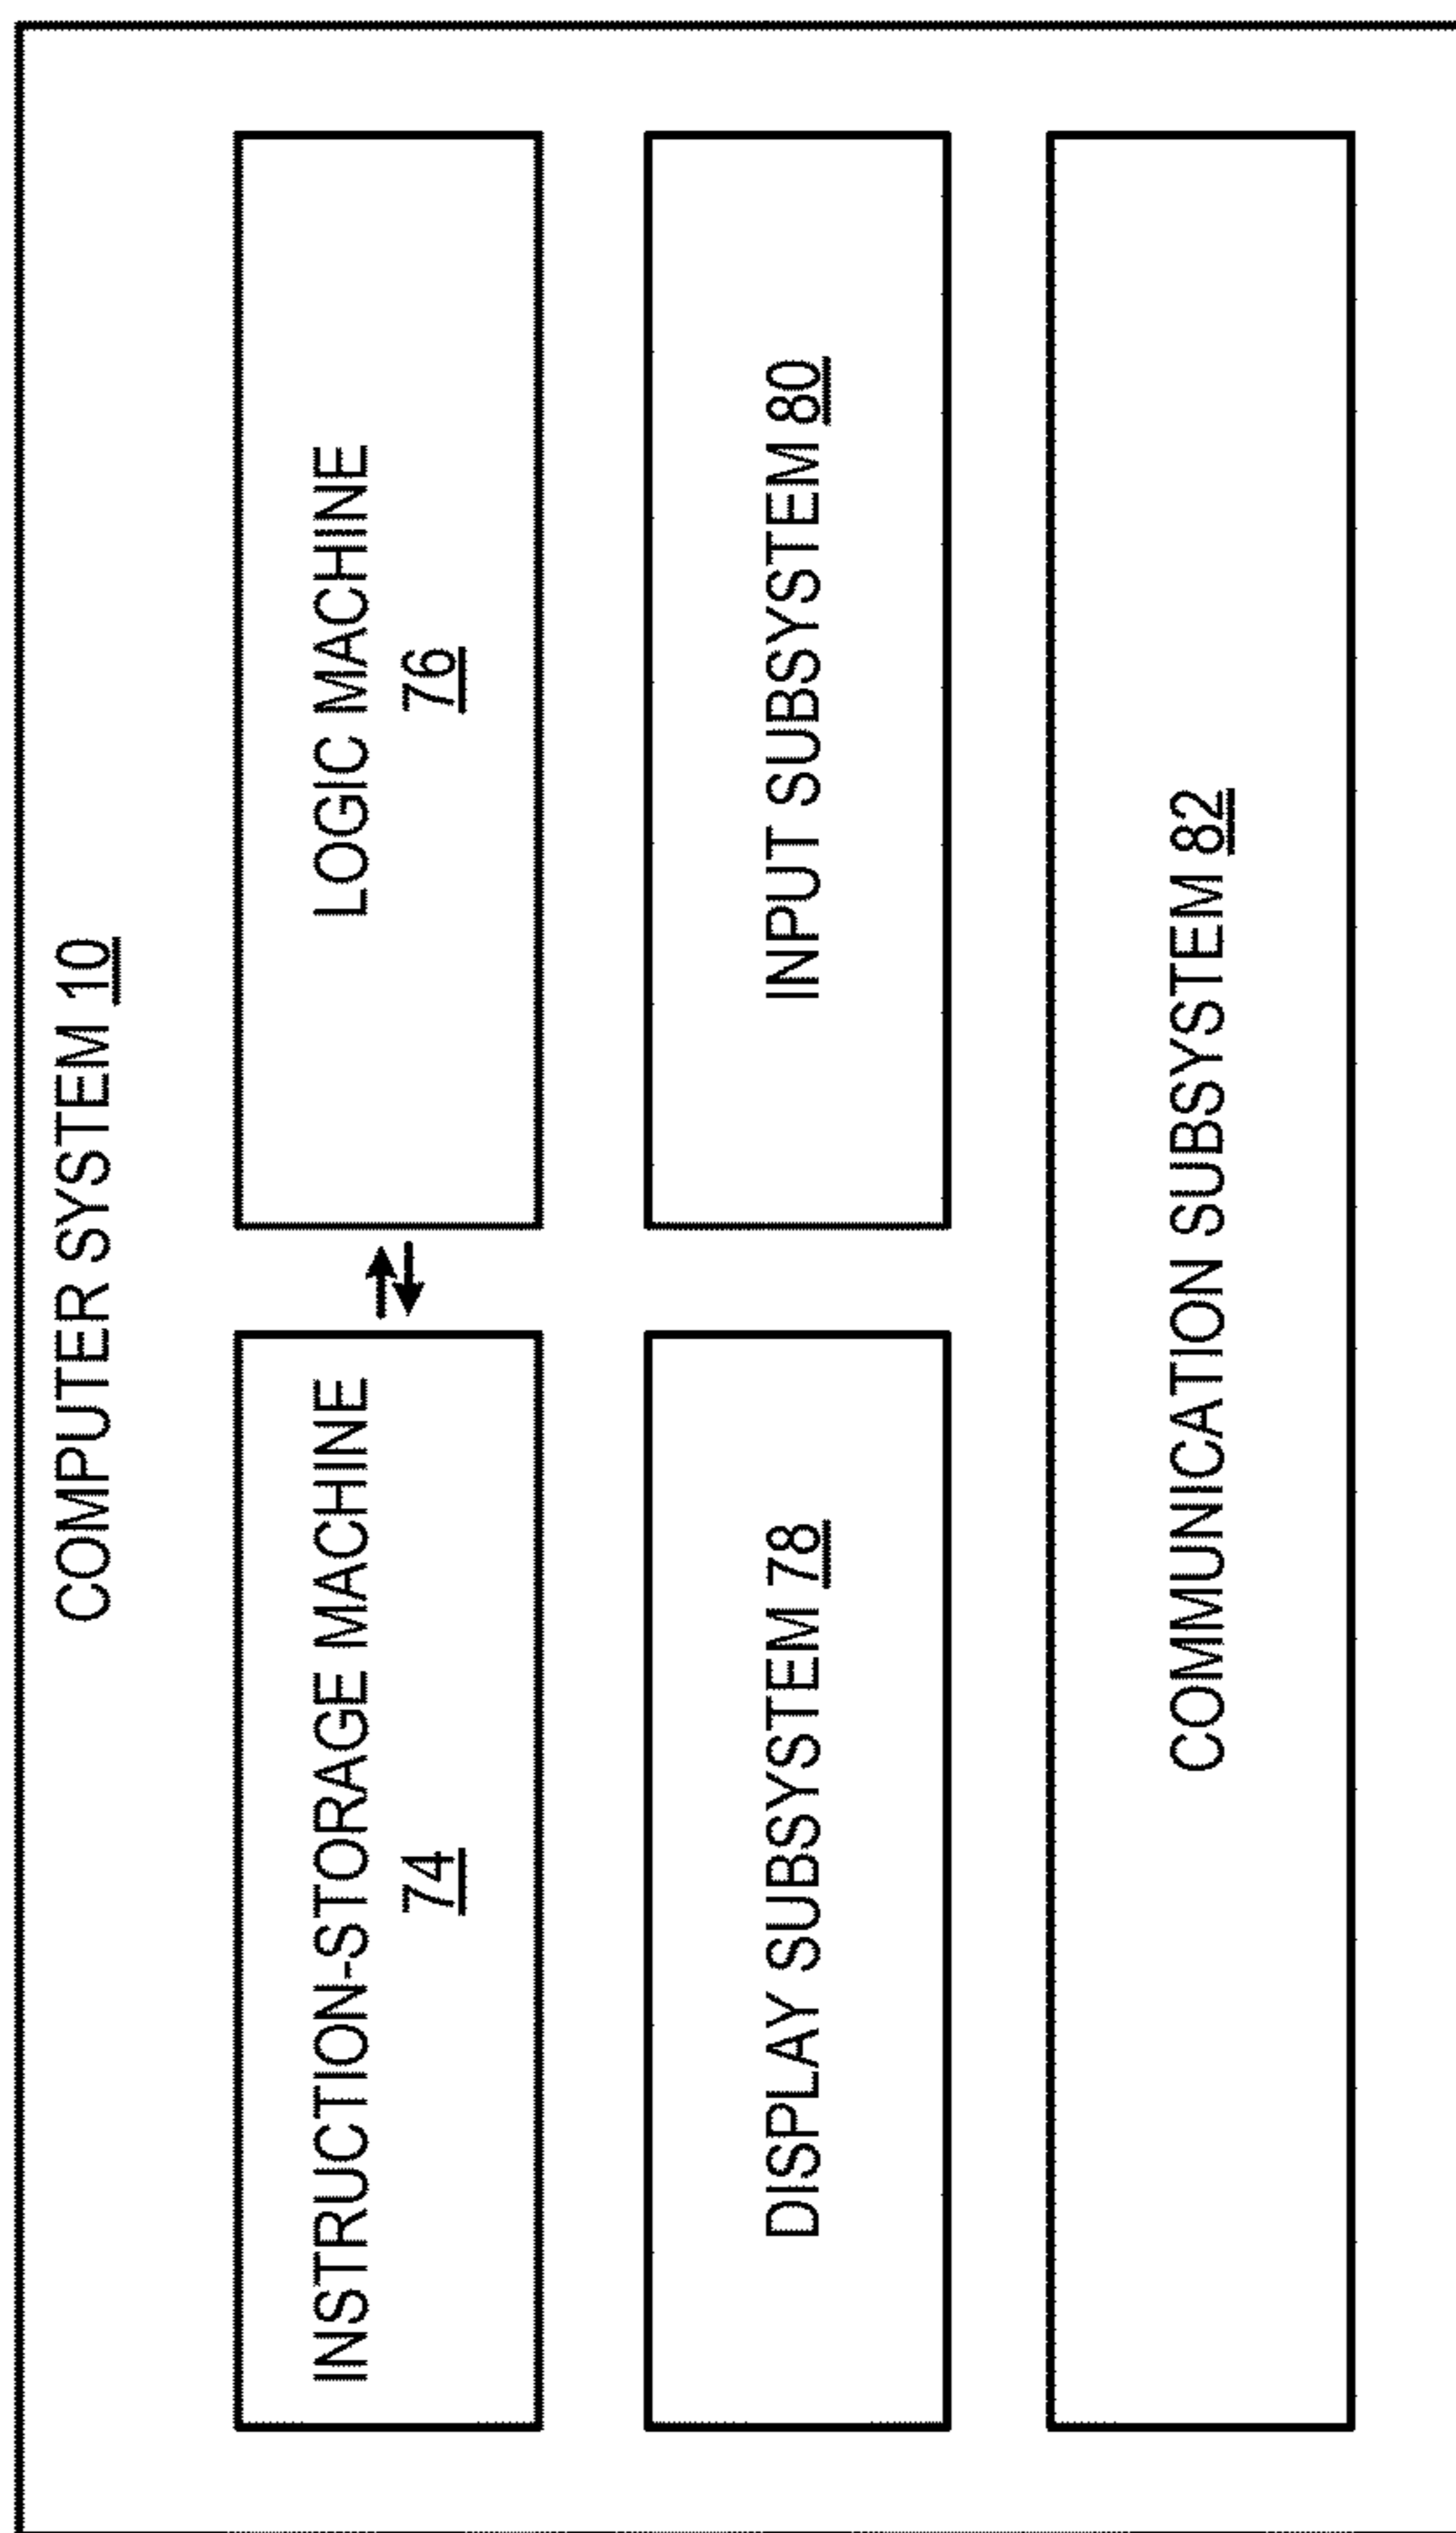 COMPUTER SYSTEM 10
INSTRUCTION-STORAGE MACHINE
74
LOGIC MACHINE
76
DISPLAY SUBSYSTEM 78
INPUT SUBSYSTEM 80
COMMUNICATION SUBSYSTEM 82